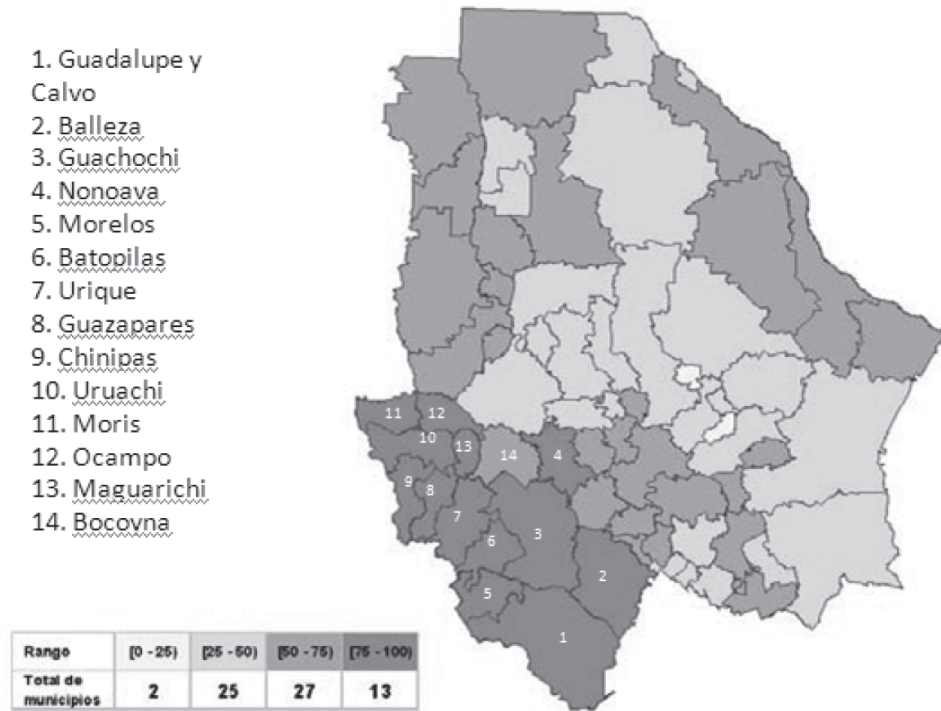 1. Guadalupe y
Calvo
2. Balleza
3. Guachochi
4. Nonoava
5. Morelos
6. Batopilas
7. Urique
8. Guazapares
9. Chinipas
10. Uruachi
11. Moris
12. Ocampo
13. Maguarichi
14. Bocoyna
11
12
10
13
14
4
9
8
7
6
3
2
5
1
Rango [0 - 25) [25 - 50) [50 - 75) [75 - 100)
Total de
municipios 2 25 27 13